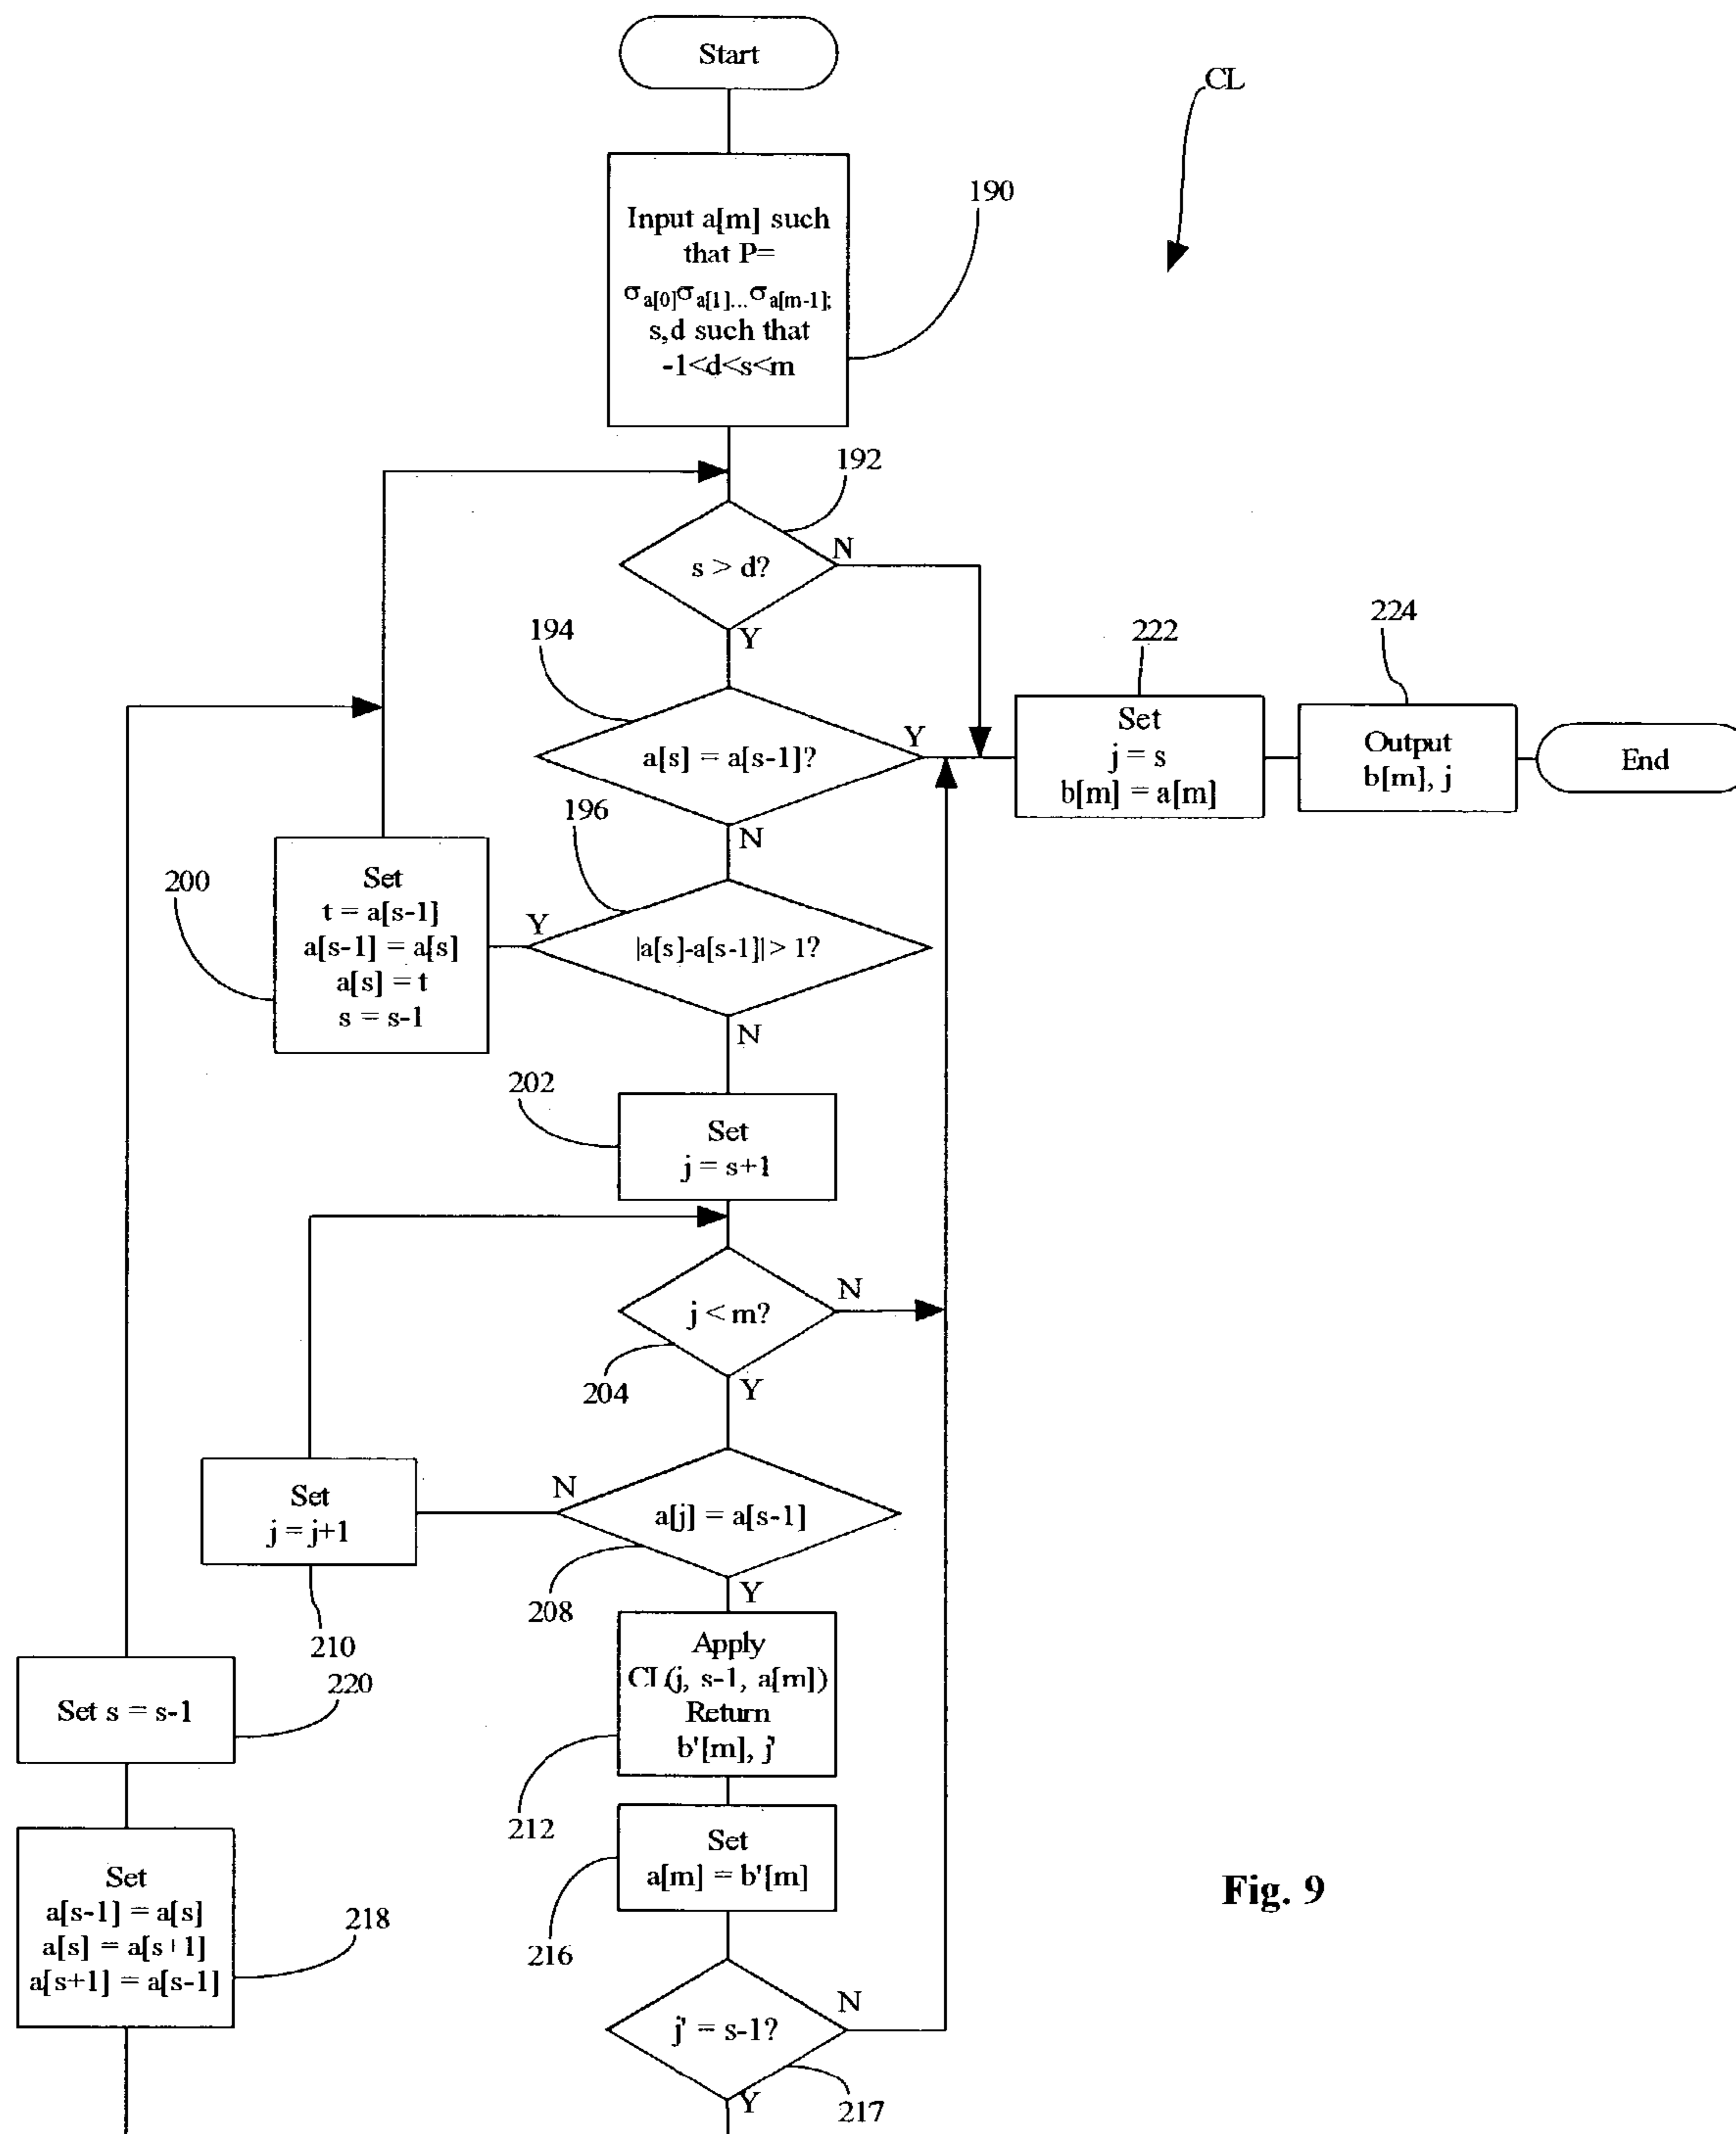 Start
CL
190
Input a[m] such
that P=
σa[0]σa[1]...σa[m-1];
s,d such that
-1<d<s<m
192
s > d?
N
Y
194
a[s] = a[s-1]?
Y
N
222
Set
j = s
b[m] = a[m]
224
Output
b[m], j
End
196
|a[s]-a[s-1]| > 1?
Y
N
200
Set
t = a[s-1]
a[s-1] = a[s]
a[s] = t
s = s-1
202
Set
j = s+1
j < m?
N
204
Y
a[j] = a[s-1]
N
208
Y
Set
j = j+1
210
Apply
CL(j, s-1, a[m])
Return
b'[m], j'
212
Set s = s-1
220
Set
a[m] = b'[m]
216
Set
a[s-1] = a[s]
a[s] = a[s+1]
a[s+1] = a[s-1]
218
j' = s-1?
N
217
Y
Fig. 9